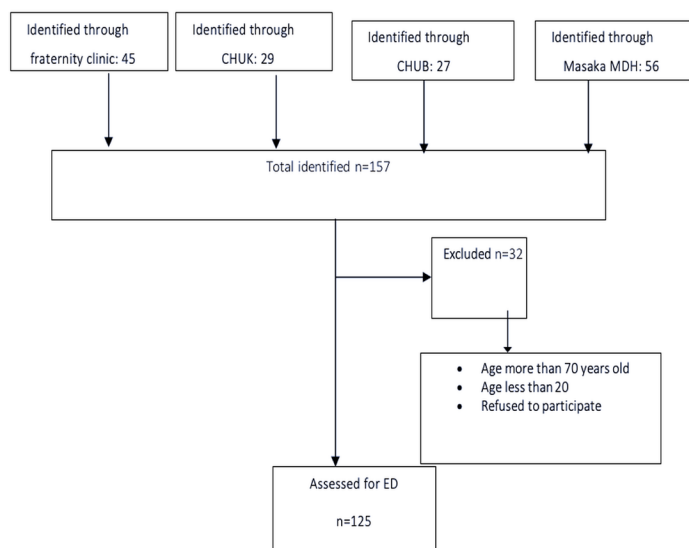 Identified through
fraternity clinic: 45
Identified through
CHUK: 29
Identified through
CHUB: 27
Identified through
Masaka MDH: 56
Total identified n=157
Excluded n=32
• Age more than 70 years old
• Age less than 20
• Refused to participate
Assessed for ED
n=125